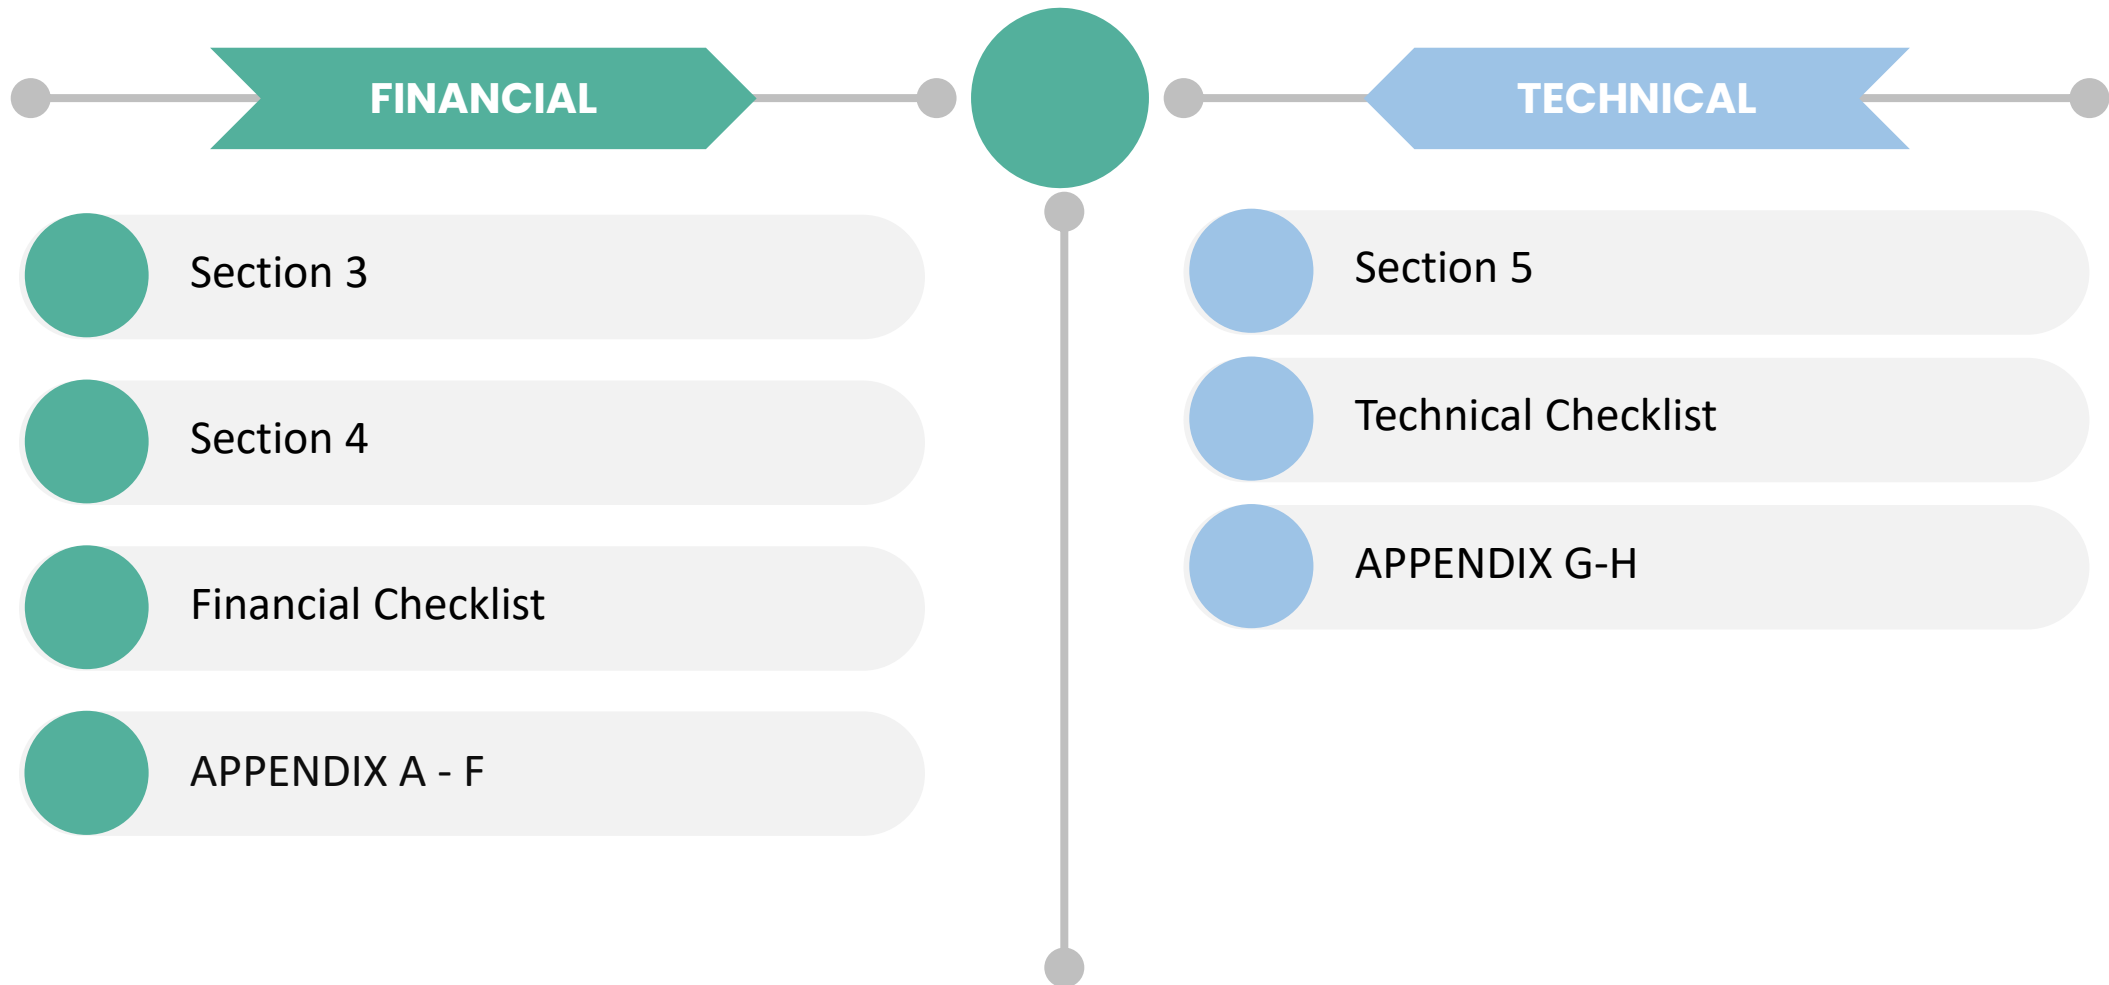 FINANCIAL
Section 3
Section 4
Financial Checklist
APPENDIX A - F
TECHNICAL
Section 5
Technical Checklist
APPENDIX G-H